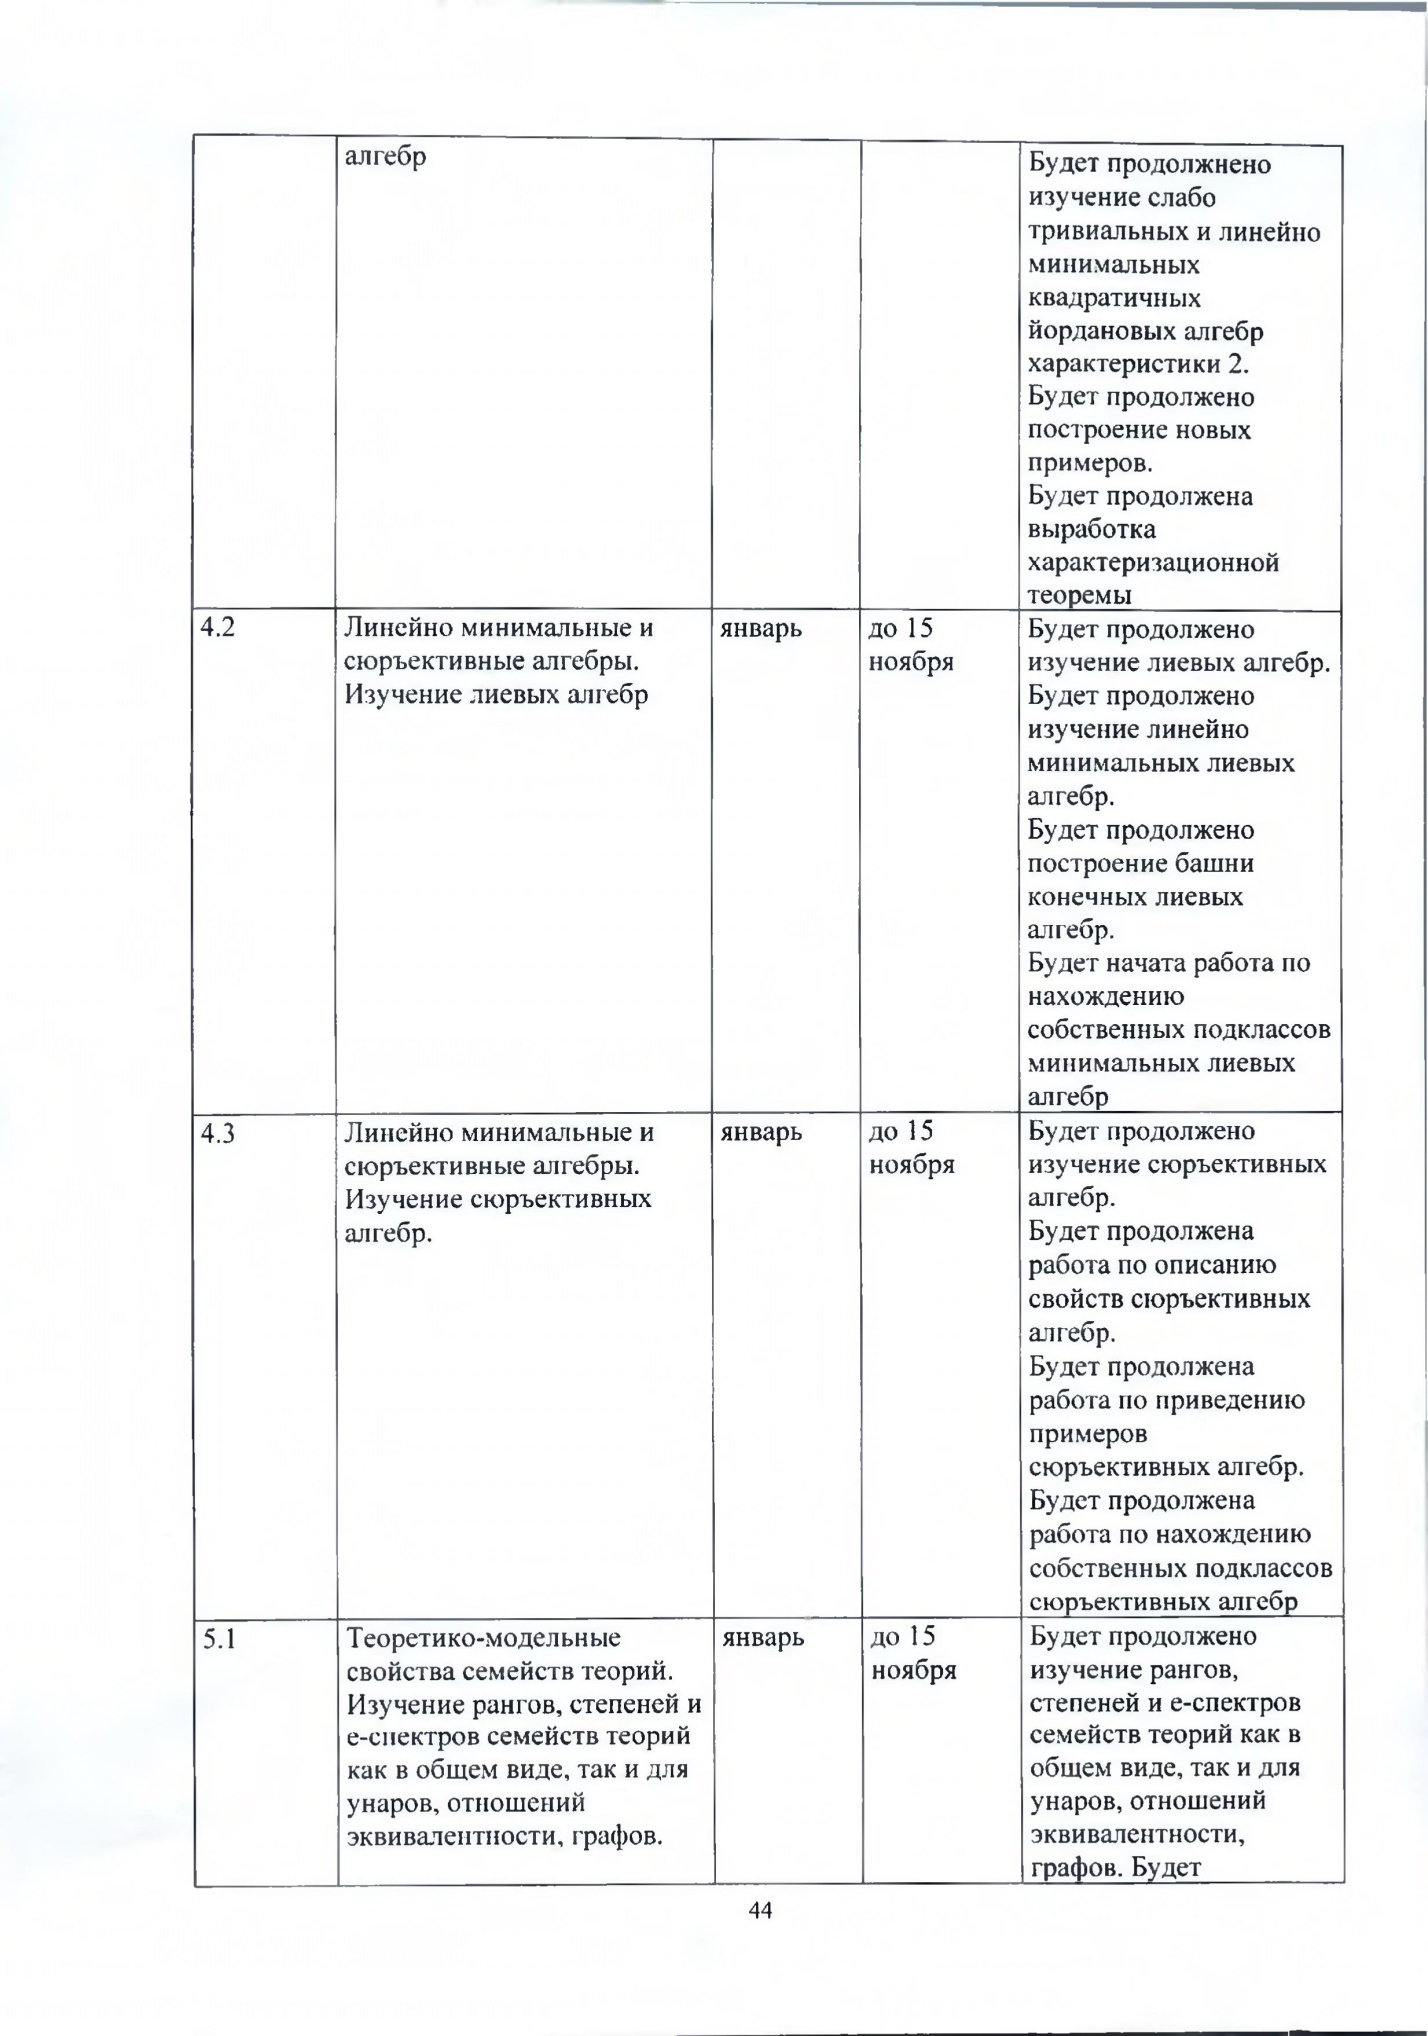 алгебр
Будет продолжнено
изучение слабо
тривиальных и линейно
минимальных
квадратичных
йордановых алгебр
характеристики 2.
Будет продолжено
построение новых
примеров.
Будет продолжена
выработка
характеризационной
теоремы
4.2
Линейно минимальные и
сюръективные алгебры.
Изучение лиевых алгебр
январь
до 15
ноября
Будет продолжено
изучение лиевых алгебр.
Будет продолжено
изучение линейно
минимальных лиевых
алгебр.
Будет продолжено
построение башни
конечных лиевых
алгебр.
Будет начата работа по
нахождению
собственных подклассов
минимальных лиевых
алгебр
4.3
Линейно минимальные и
сюръективные алгебры.
Изучение сюръективных
алгебр.
январь
до 15
ноября
Будет продолжено
изучение сюръективных
алгебр.
Будет продолжена
работа по описанию
свойств сюръективных
алгебр.
Будет продолжена
работа по приведению
примеров
сюръективных алгебр.
Будет продолжена
работа по нахождению
собственных подклассов
сюръективных алгебр
5.1
Теоретико-модельные
свойства семейств теорий.
Изучение рангов, степеней и
е-спектров семейств теорий
как в общем виде, так и для
унаров, отношений
эквивалентности, графов.
январь
до 15
ноября
Будет продолжено
изучение рангов,
степеней и е-спектров
семейств теорий как в
общем виде, так и для
унаров, отношений
эквивалентности,
графов. Будет
44